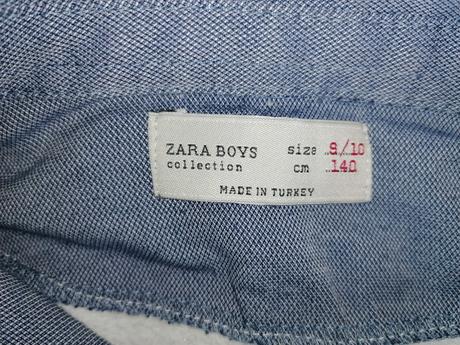 ZARA BOYS size 9/10
collection cm 140
MADE IN TURKEY